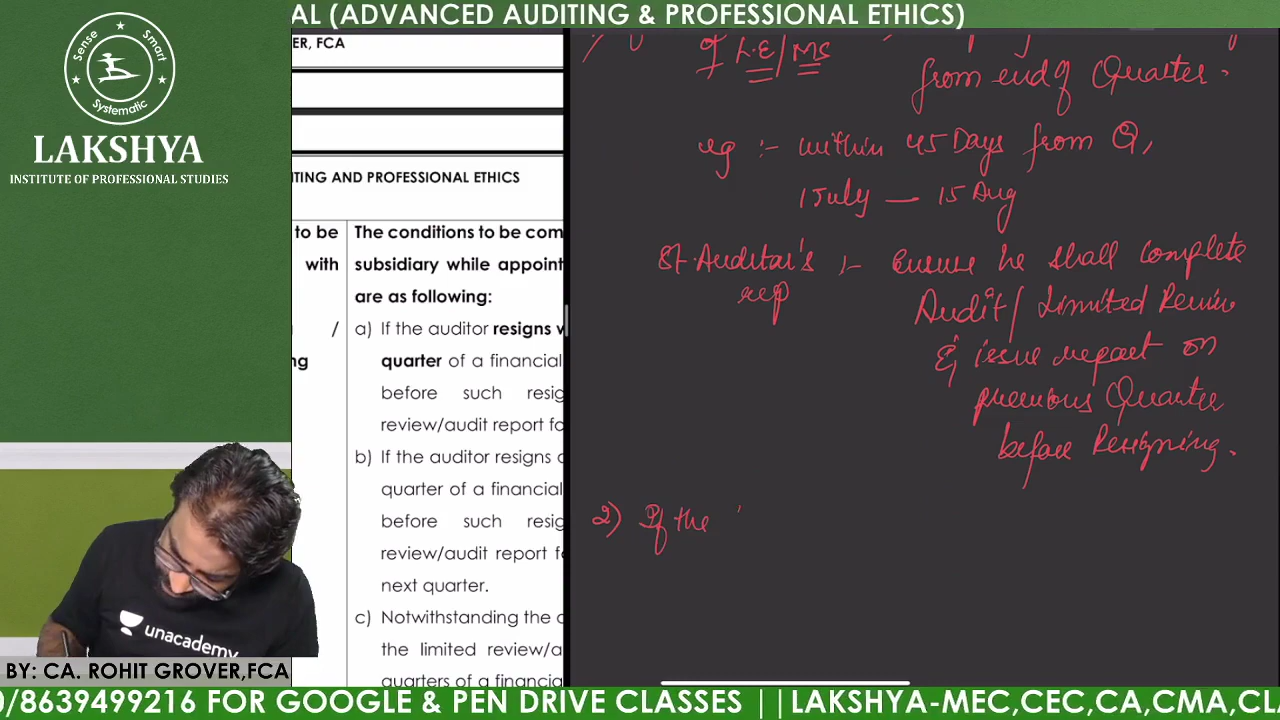 AL (ADVANCED AUDITING & PROFESSIONAL ETHICS)
Sense
Smart
Systematic
LAKSHYA
INSTITUTE OF PROFESSIONAL STUDIES
ER, FCA
TING AND PROFESSIONAL ETHICS
to be
with
/
ng
The conditions to be com
subsidiary while appoint
are as following:
a) If the auditor resigns w
quarter of a financial
before such resig
review/audit report fo
b) If the auditor resigns a
quarter of a financial
before such resig
review/audit report fo
next quarter.
c) Notwithstanding the a
the limited review/a
quarters of a financia
of L.E/MS
from end of Quarter.
eg :- within 45 Days from Q,
1 July — 15 Aug
St. Auditor's :- Ensure he shall complete
rep
Audit/ Limited Review
& issue report on
previous Quarter
before Resigning.
2) If the
unacademy
BY: CA. ROHIT GROVER,FCA
0/8639499216 FOR GOOGLE & PEN DRIVE CLASSES ||LAKSHYA-MEC,CEC,CA,CMA,CLA